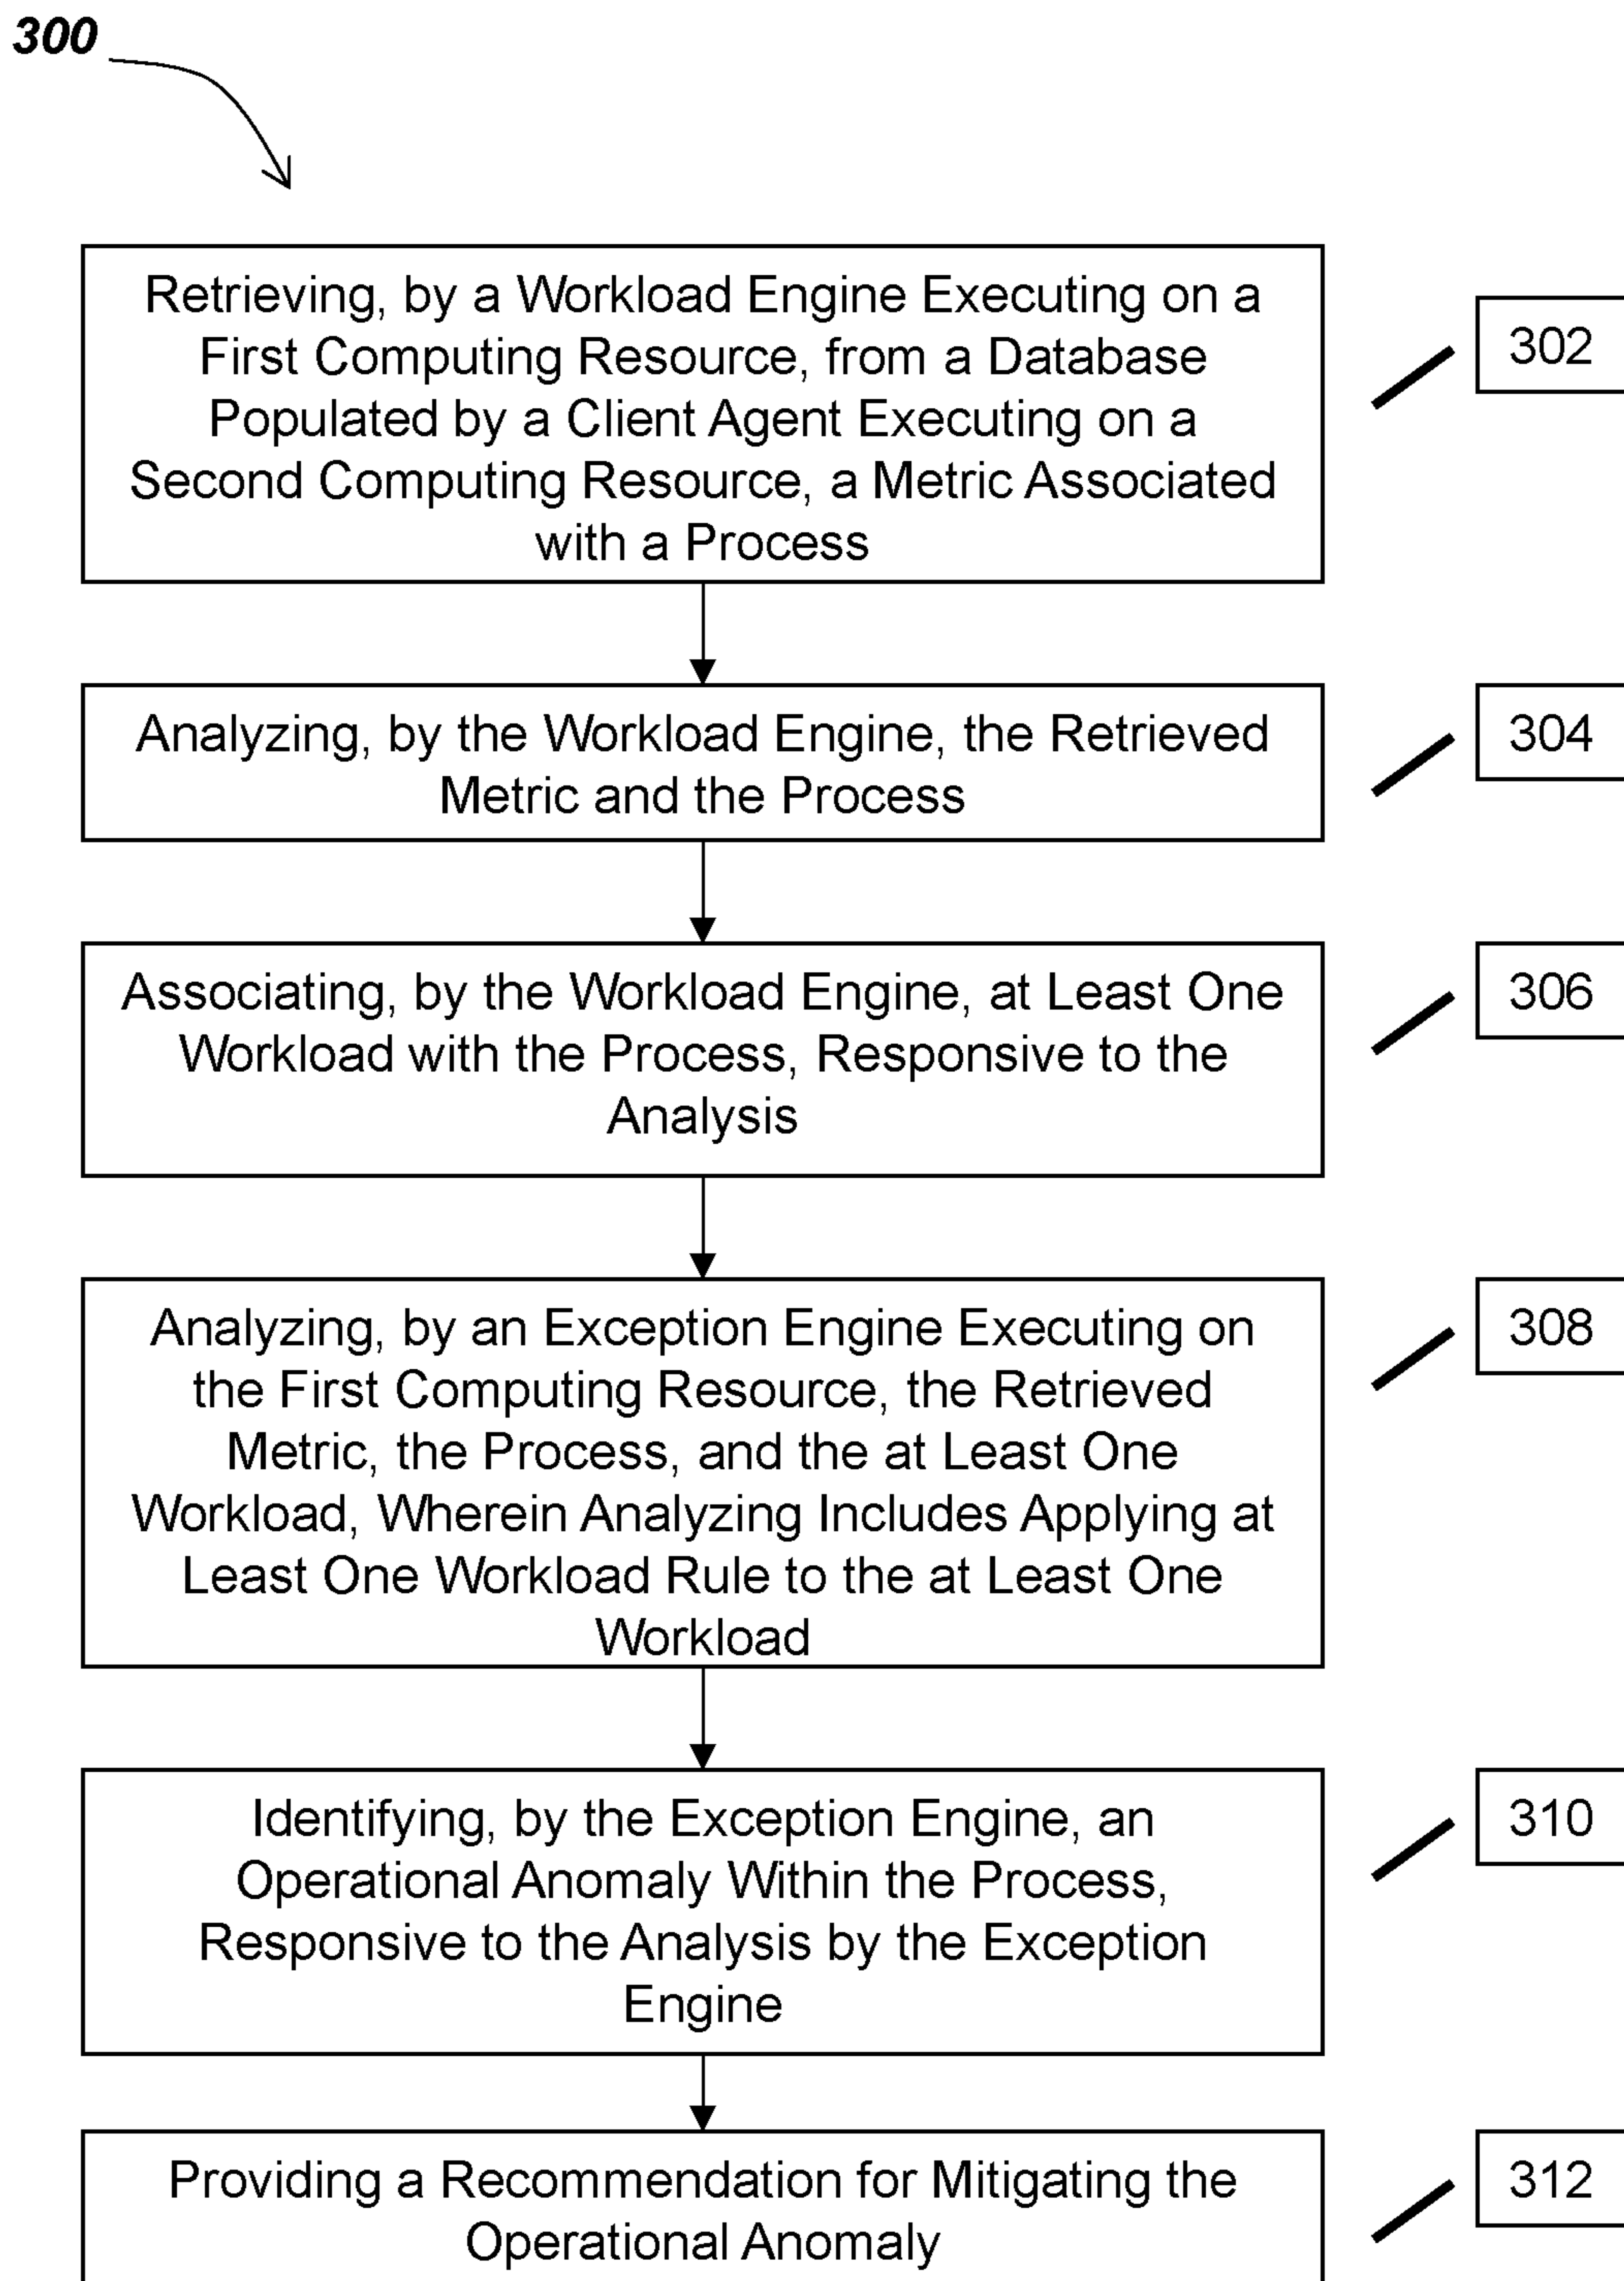 300
Retrieving, by a Workload Engine Executing on a
First Computing Resource, from a Database
Populated by a Client Agent Executing on a
Second Computing Resource, a Metric Associated
with a Process
302
Analyzing, by the Workload Engine, the Retrieved
Metric and the Process
304
Associating, by the Workload Engine, at Least One
Workload with the Process, Responsive to the
Analysis
306
Analyzing, by an Exception Engine Executing on
the First Computing Resource, the Retrieved
Metric, the Process, and the at Least One
Workload, Wherein Analyzing Includes Applying at
Least One Workload Rule to the at Least One
Workload
308
Identifying, by the Exception Engine, an
Operational Anomaly Within the Process,
Responsive to the Analysis by the Exception
Engine
310
Providing a Recommendation for Mitigating the
Operational Anomaly
312